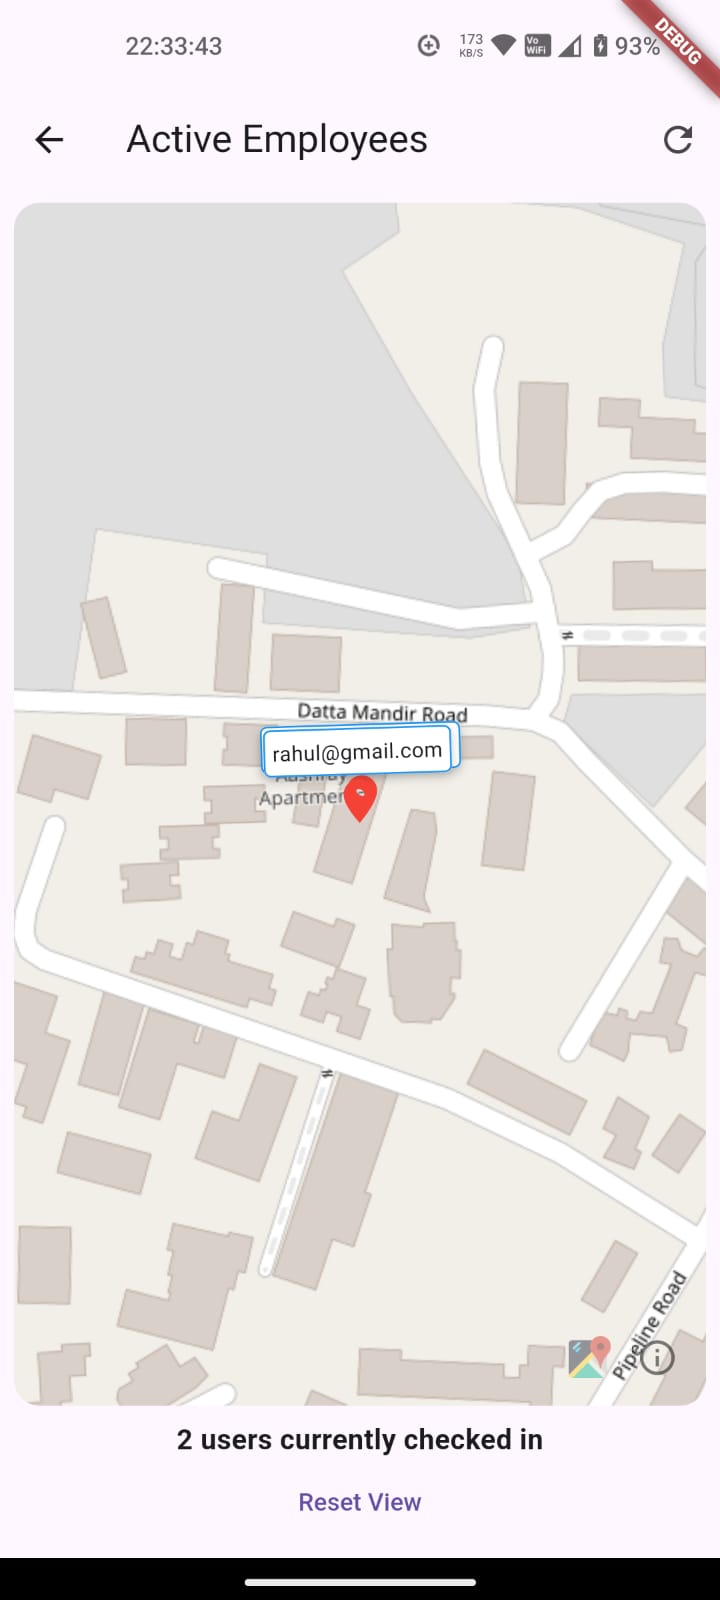 22:33:43
173
KB/S
Vo
WiFi
93%
DEBUG
Active Employees
Datta Mandir Road
rahul@gmail.com
Pipeline Road
2 users currently checked in
Reset View